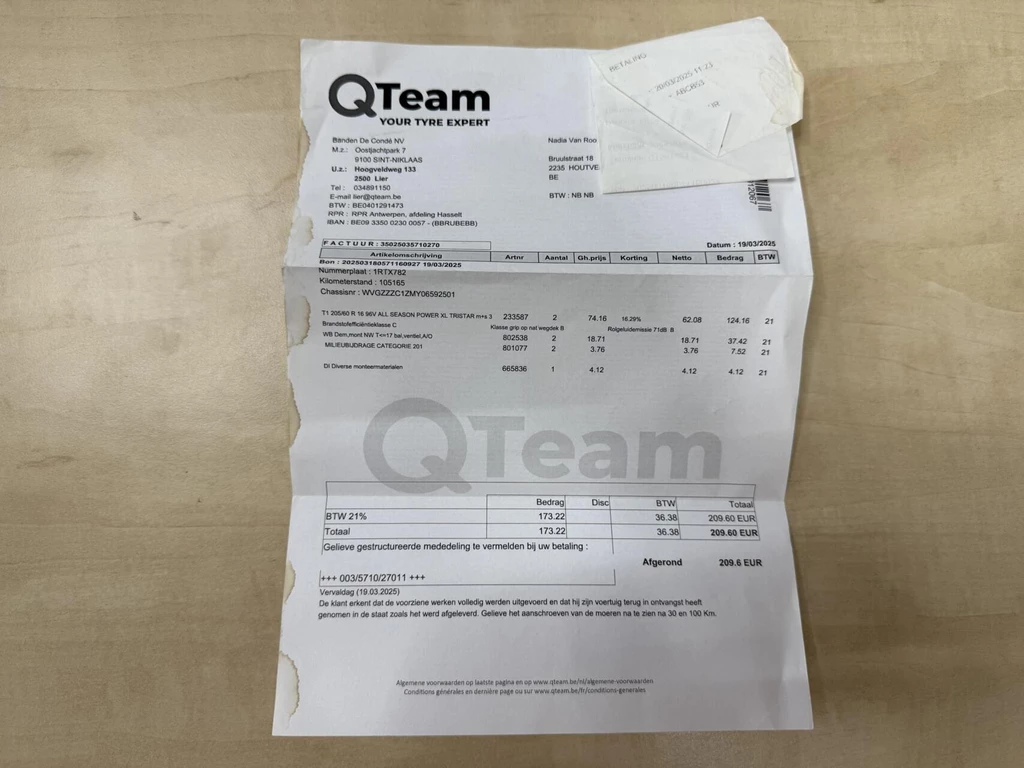 QTeam
YOUR TYRE EXPERT
BETALING
20/03/2025 11:23
ABCB53
Banden De Condé NV
M.z.: Oostjachtpark 7
9100 SINT-NIKLAAS
U.z.: Hoogveldweg 133
2500 Lier
Tel : 034891150
E-mail lier@qteam.be
BTW : BE0401291473
RPR : RPR Antwerpen, afdeling Hasselt
IBAN : BE09 3350 0230 0057 - (BBRUBEBB)
Nadia Van Roo
Bruulstraat 18
2235 HOUTVE
BE
BTW : NB NB
12067
FACTUUR: 35025035710270
Datum : 19/03/2025
Artikelomschrijving Artnr Aantal Gh.prijs Korting Netto Bedrag BTW
Bon : 202503180571160927 19/03/2025
Nummerplaat : 1RTX782
Kilometerstand : 105165
Chassisnr : WVGZZZC1ZMY06592501
T1 205/60 R 16 96V ALL SEASON POWER XL TRISTAR m+s 3 233587 2 74.16 16.29% 62.08 124.16 21
Brandstofefficiëntieklasse C Klasse grip op nat wegdek B Rolgeluidemissie 71dB B
WB Dem,mont NW T<=17 bal,ventiel,A/O 802538 2 18.71 18.71 37.42 21
MILIEUBIJDRAGE CATEGORIE 201 801077 2 3.76 3.76 7.52 21
DI Diverse monteermaterialen 665836 1 4.12 4.12 4.12 21
QTeam
Bedrag Disc BTW Totaal
BTW 21% 173.22 36.38 209.60 EUR
Totaal 173.22 36.38 209.60 EUR
Gelieve gestructureerde mededeling te vermelden bij uw betaling :
Afgerond 209.6 EUR
+++ 003/5710/27011 +++
Vervaldag (19.03.2025)
De klant erkent dat de voorziene werken volledig werden uitgevoerd en dat hij zijn voertuig terug in ontvangst heeft
genomen in de staat zoals het werd afgeleverd. Gelieve het aanschroeven van de moeren na te zien na 30 en 100 Km.
Algemene voorwaarden op laatste pagina en op www.qteam.be/nl/algemene-voorwaarden
Conditions générales en dernière page ou sur www.qteam.be/fr/conditions-generales